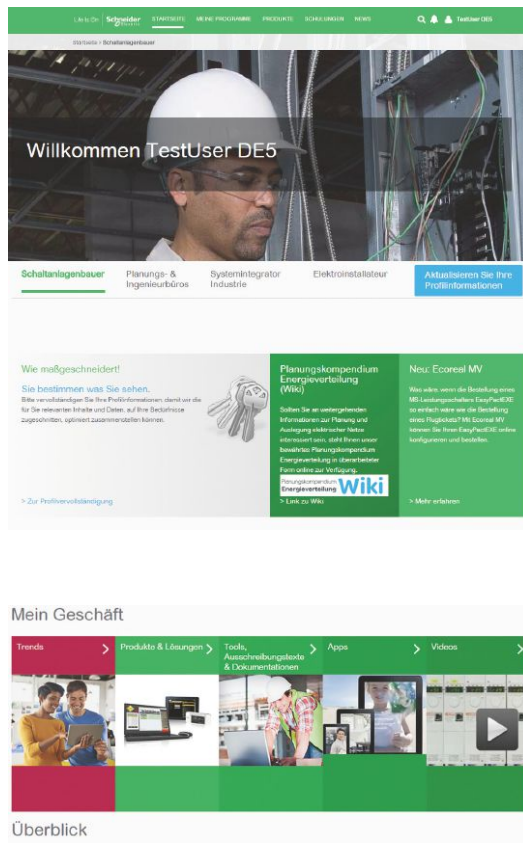 Life Is On Schneider Electric STARTSEITE MEINE PROGRAMME PRODUKTE SCHULUNGEN NEWS TestUser DE5
Startseite > Schaltanlagenbauer
Willkommen TestUser DE5
Schaltanlagenbauer
Planungs- &
Ingenieurbüros
Systemintegrator
Industrie
Elektroinstallateur
Aktualisieren Sie Ihre
Profilinformationen
Wie maßgeschneidert!
Sie bestimmen was Sie sehen.
Bitte vervollständigen Sie Ihre Profilinformationen, damit wir die
für Sie relevanten Inhalte und Daten, auf Ihre Bedürfnisse
zugeschnitten, optimiert zusammenstellen können.
> Zur Profilvervollständigung
Planungskompendium
Energieverteilung
(Wiki)
Sollten Sie an weitergehenden
Informationen zur Planung und
Auslegung elektrischer Netze
interessiert sein, steht Ihnen unser
bewährtes Planungskompendium
Energieverteilung in überarbeiteter
Form online zur Verfügung.
Planungskompendium
Energieverteilung Wiki
> Link zu Wiki
Neu: Ecoreal MV
Was wäre, wenn die Bestellung eines
MS-Leistungsschalters EasyPactEXE
so einfach wäre wie die Bestellung
eines Flugtickets? Mit Ecoreal MV
können Sie Ihren EasyPactEXE online
konfigurieren und bestellen.
> Mehr erfahren
Mein Geschäft
Trends
Produkte & Lösungen
Tools,
Ausschreibungstexte
& Dokumentationen
Apps
Videos
Überblick